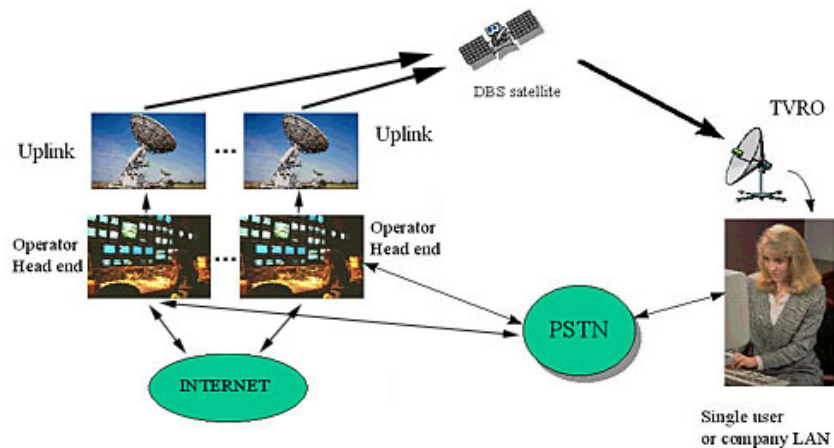 DBS satellite
TVRO
Uplink
...
Uplink
Operator
Head end
...
Operator
Head end
PSTN
INTERNET
Single user
or company LAN